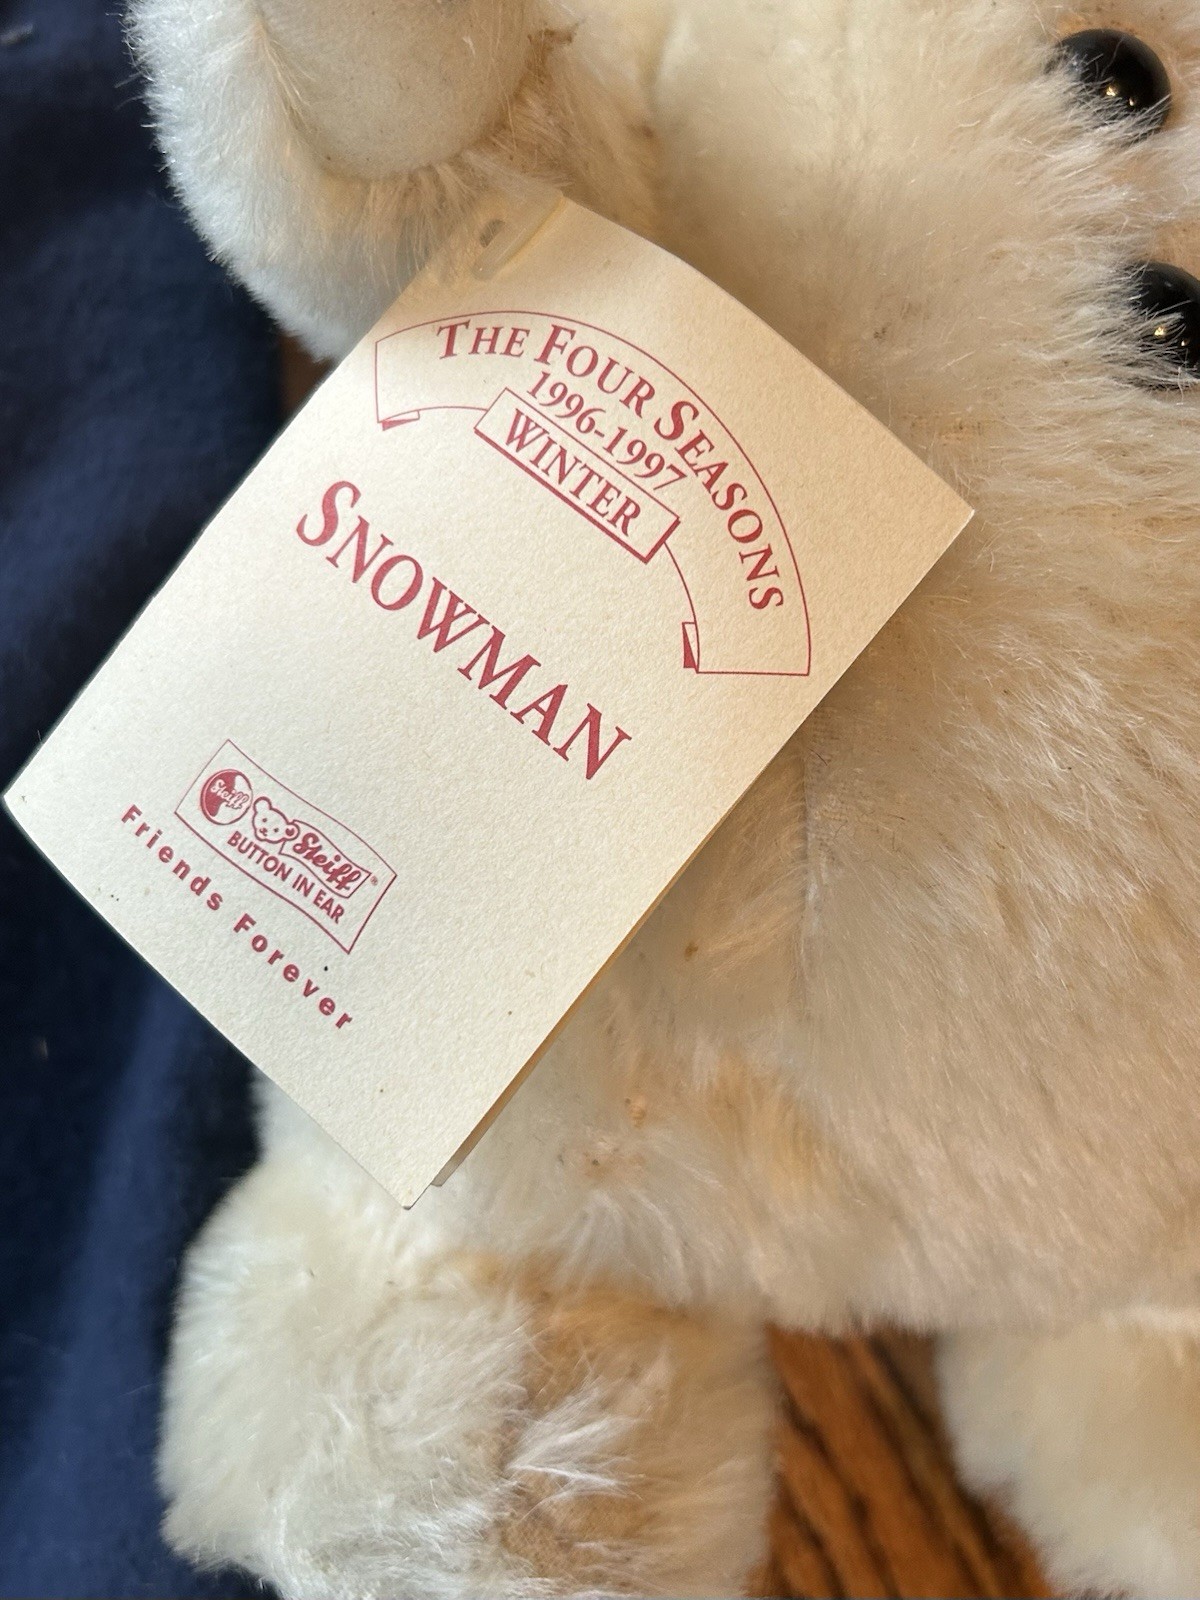 THE FOUR SEASONS
1996-1997
WINTER
SNOWMAN
Steiff
Steiff®
BUTTON IN EAR
Friends Forever